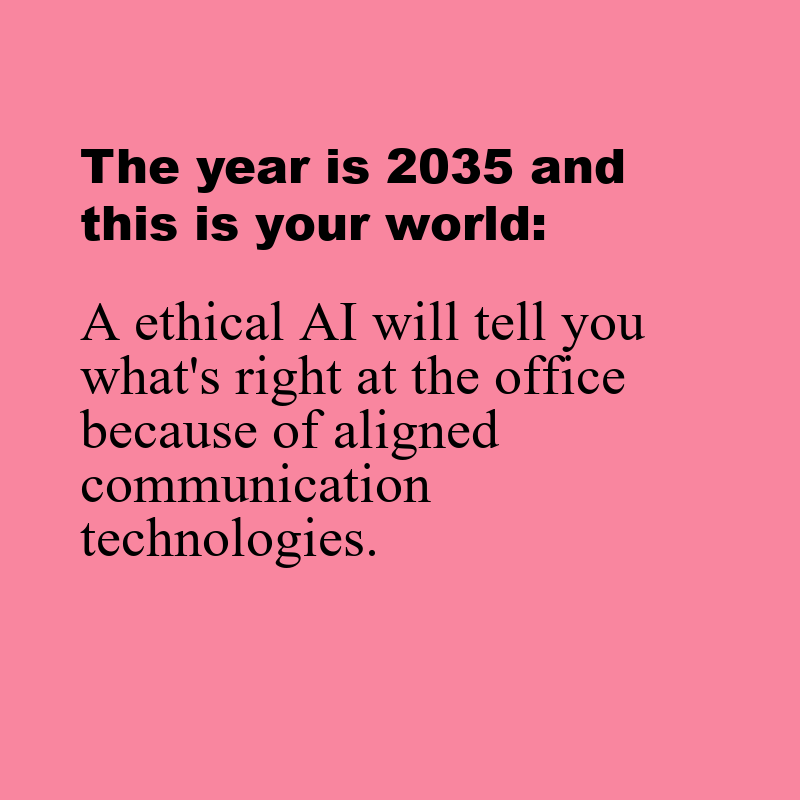 The year is 2035 and
this is your world:
A ethical AI will tell you
what's right at the office
because of aligned
communication
technologies.